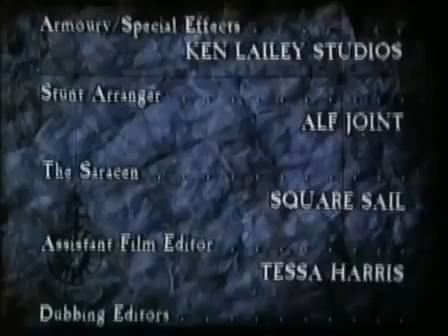 Armoury/Special Effects . . . . . . .
KEN LAILEY STUDIOS
Stunt Arranger . . . . . . . . . . .
ALF JOINT
The Saracen . . . . . . . . . . . .
SQUARE SAIL
Assistant Film Editor . . . . . . . .
TESSA HARRIS
Dubbing Editors . . . . . . . . . .